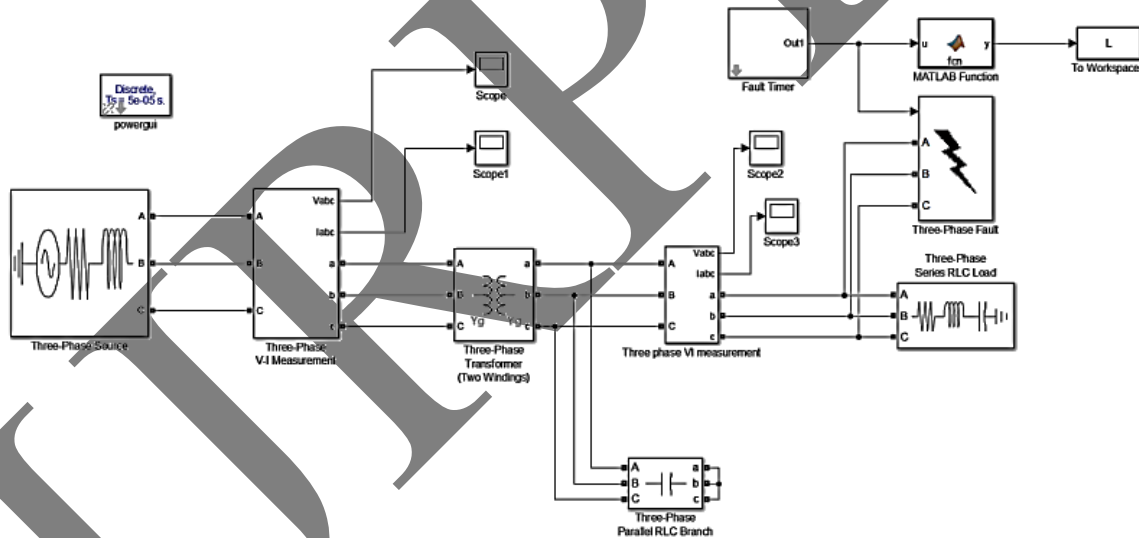 Out1
Fault Timer
u
fcn
y
MATLAB Function
L
To Workspace
Discrete,
Ts = 5e-05 s.
powergui
Scope
Scope1
A
B
C
Three-Phase Source
A
B
C
Vabc
Iabc
a
b
c
Three-Phase
V-I Measurement
A
B
C
a
b
c
Yg
Yg
Three-Phase
Transformer
(Two Windings)
Scope2
Scope3
A
B
C
Vabc
Iabc
a
b
c
Three phase VI measurement
A
B
C
Three-Phase Fault
Three-Phase
Series RLC Load
A
B
C
A
B
C
a
b
c
Three-Phase
Parallel RLC Branch